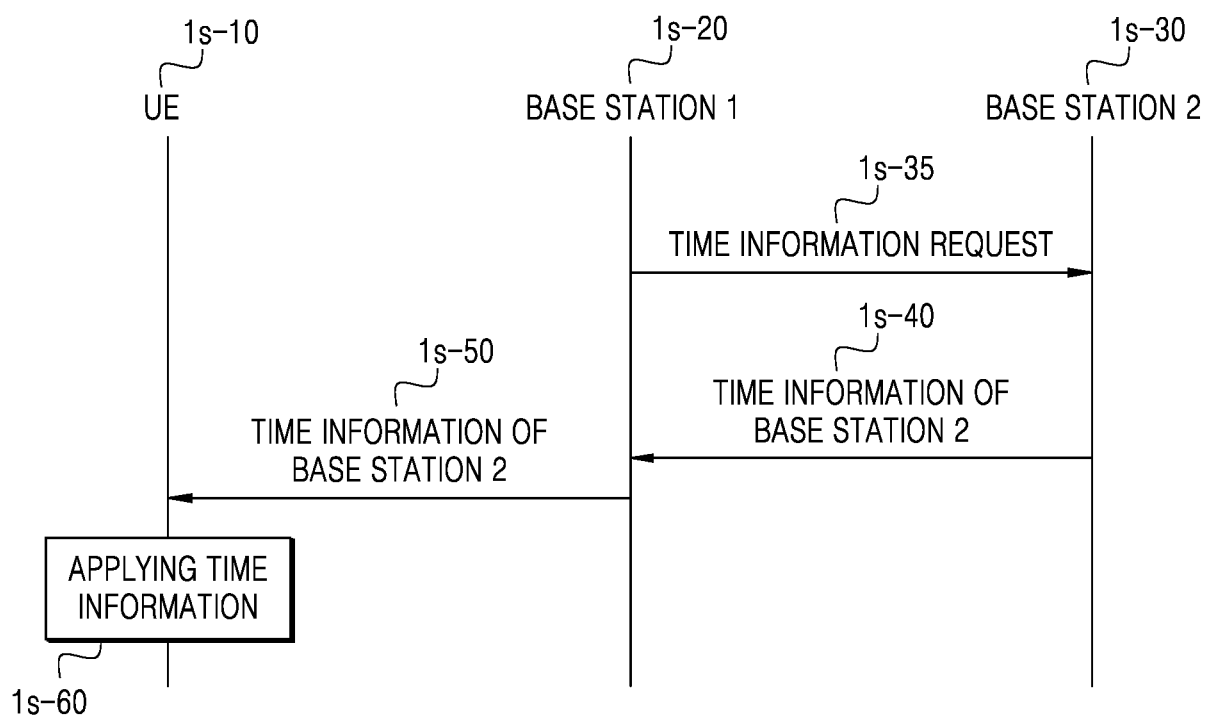 1s-10
1s-20
1s-30
UE
BASE STATION 1
BASE STATION 2
1s-35
TIME INFORMATION REQUEST
1s-40
TIME INFORMATION OF
BASE STATION 2
1s-50
TIME INFORMATION OF
BASE STATION 2
APPLYING TIME
INFORMATION
1s-60